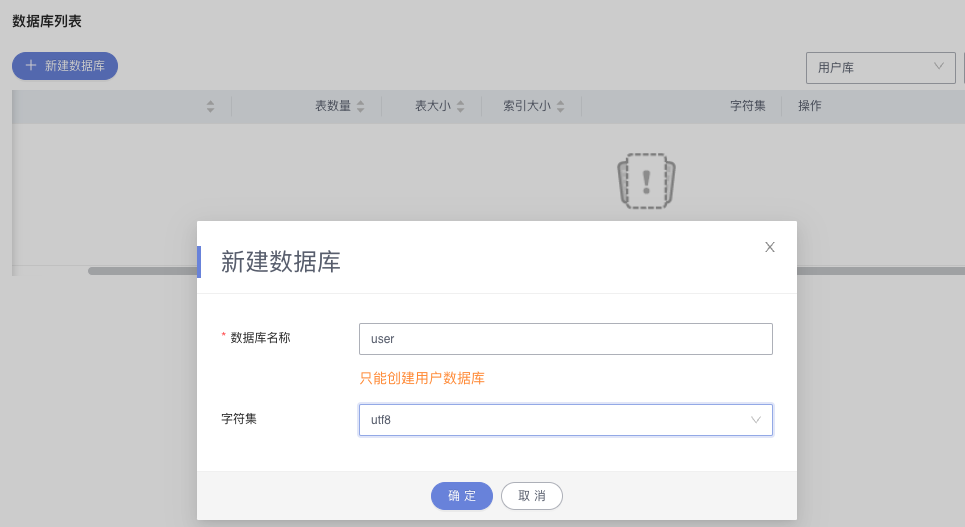 数据库列表
新建数据库
用户库
表数量 表大小 索引大小 字符集 操作
新建数据库
* 数据库名称 user
只能创建用户数据库
字符集 utf8
确定 取消